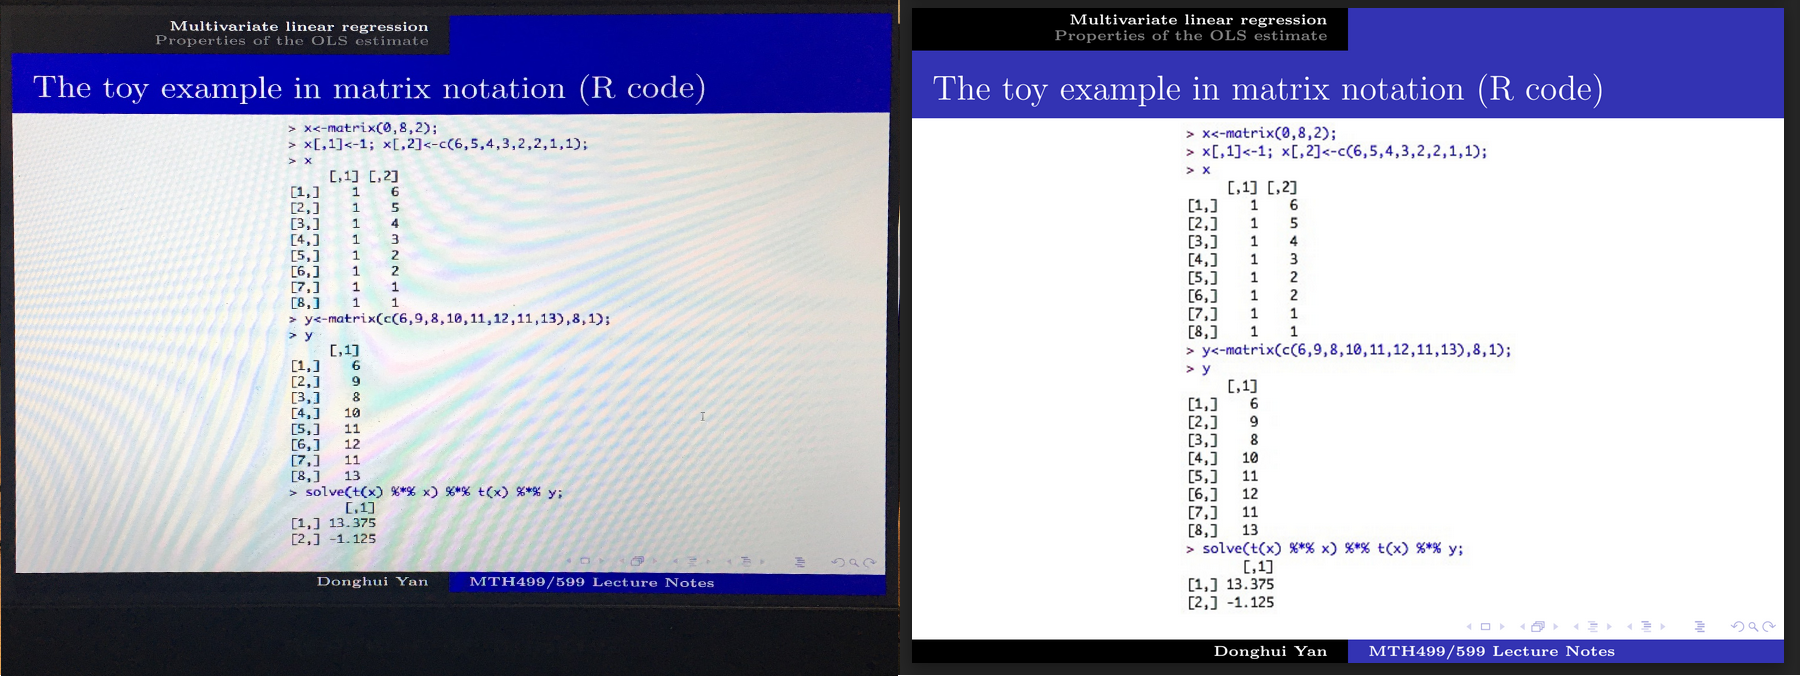 Multivariate linear regression
Properties of the OLS estimate
The toy example in matrix notation (R code)
> x<-matrix(0,8,2);
> x[,1]<-1; x[,2]<-c(6,5,4,3,2,2,1,1);
> x
[,1] [,2]
[1,] 1 6
[2,] 1 5
[3,] 1 4
[4,] 1 3
[5,] 1 2
[6,] 1 2
[7,] 1 1
[8,] 1 1
> y<-matrix(c(6,9,8,10,11,12,11,13),8,1);
> y
[,1]
[1,] 6
[2,] 9
[3,] 8
[4,] 10
[5,] 11
[6,] 12
[7,] 11
[8,] 13
> solve(t(x) %*% x) %*% t(x) %*% y;
[,1]
[1,] 13.375
[2,] -1.125
Donghui Yan MTH499/599 Lecture Notes
Multivariate linear regression
Properties of the OLS estimate
The toy example in matrix notation (R code)
> x<-matrix(0,8,2);
> x[,1]<-1; x[,2]<-c(6,5,4,3,2,2,1,1);
> x
[,1] [,2]
[1,] 1 6
[2,] 1 5
[3,] 1 4
[4,] 1 3
[5,] 1 2
[6,] 1 2
[7,] 1 1
[8,] 1 1
> y<-matrix(c(6,9,8,10,11,12,11,13),8,1);
> y
[,1]
[1,] 6
[2,] 9
[3,] 8
[4,] 10
[5,] 11
[6,] 12
[7,] 11
[8,] 13
> solve(t(x) %*% x) %*% t(x) %*% y;
[,1]
[1,] 13.375
[2,] -1.125
Donghui Yan MTH499/599 Lecture Notes